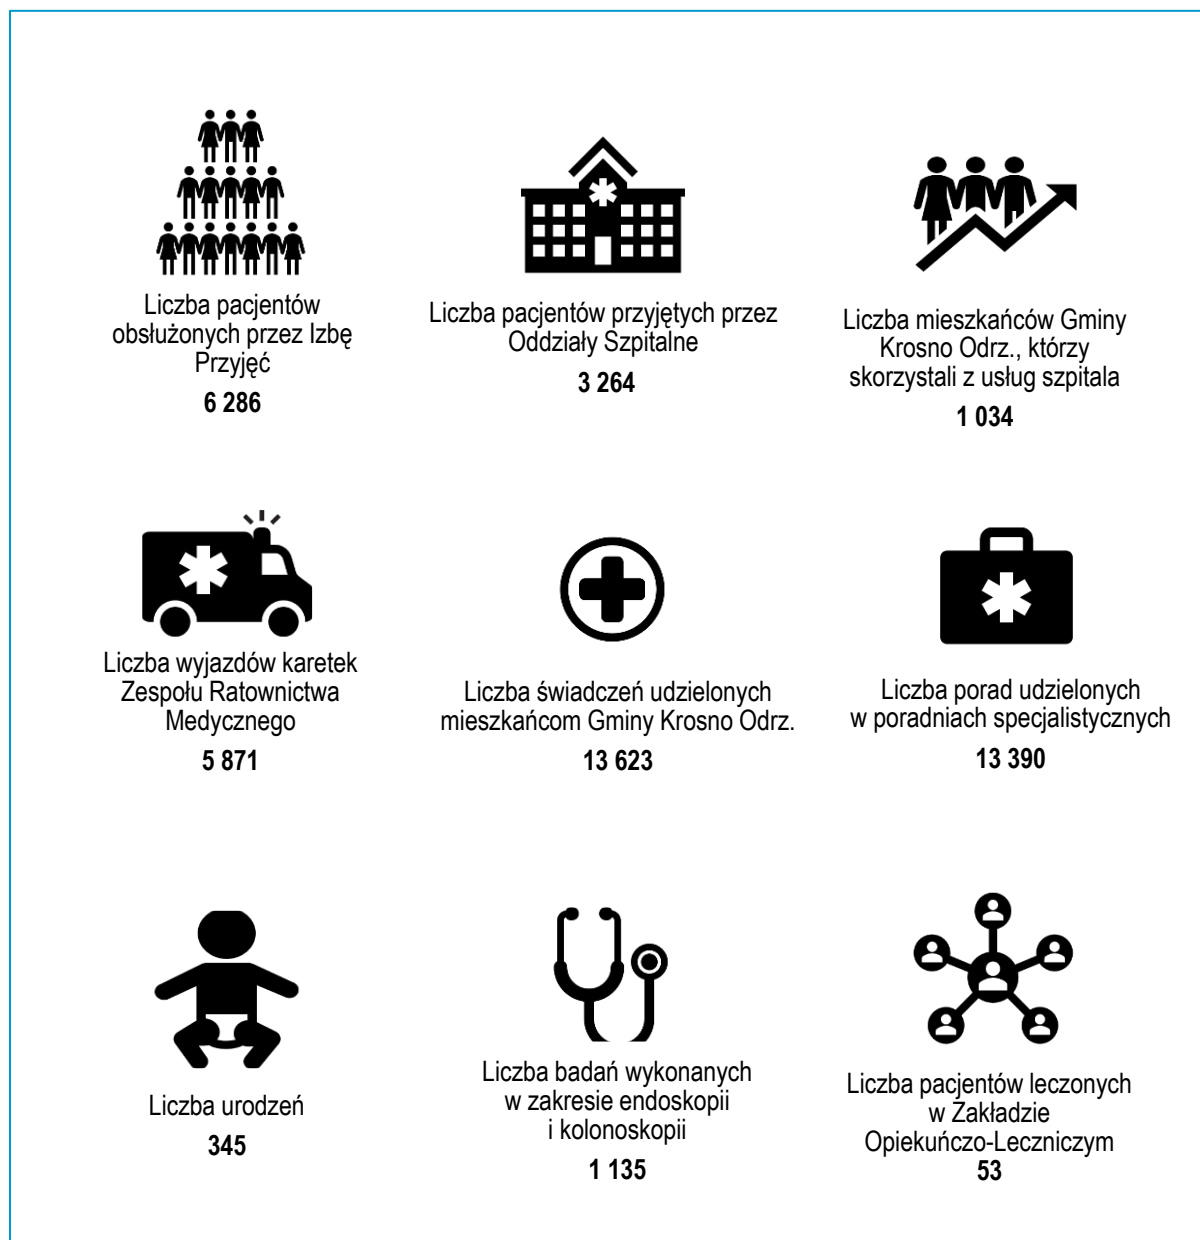 Liczba pacjentów
obsłużonych przez Izbę
Przyjęć
6 286
Liczba pacjentów przyjętych przez
Oddziały Szpitalne
3 264
Liczba mieszkańców Gminy
Krosno Odrz., którzy
skorzystali z usług szpitala
1 034
Liczba wyjazdów karetek
Zespołu Ratownictwa
Medycznego
5 871
Liczba świadczeń udzielonych
mieszkańcom Gminy Krosno Odrz.
13 623
Liczba porad udzielonych
w poradniach specjalistycznych
13 390
Liczba urodzeń
345
Liczba badań wykonanych
w zakresie endoskopii
i kolonoskopii
1 135
Liczba pacjentów leczonych
w Zakładzie
Opiekuńczo-Leczniczym
53